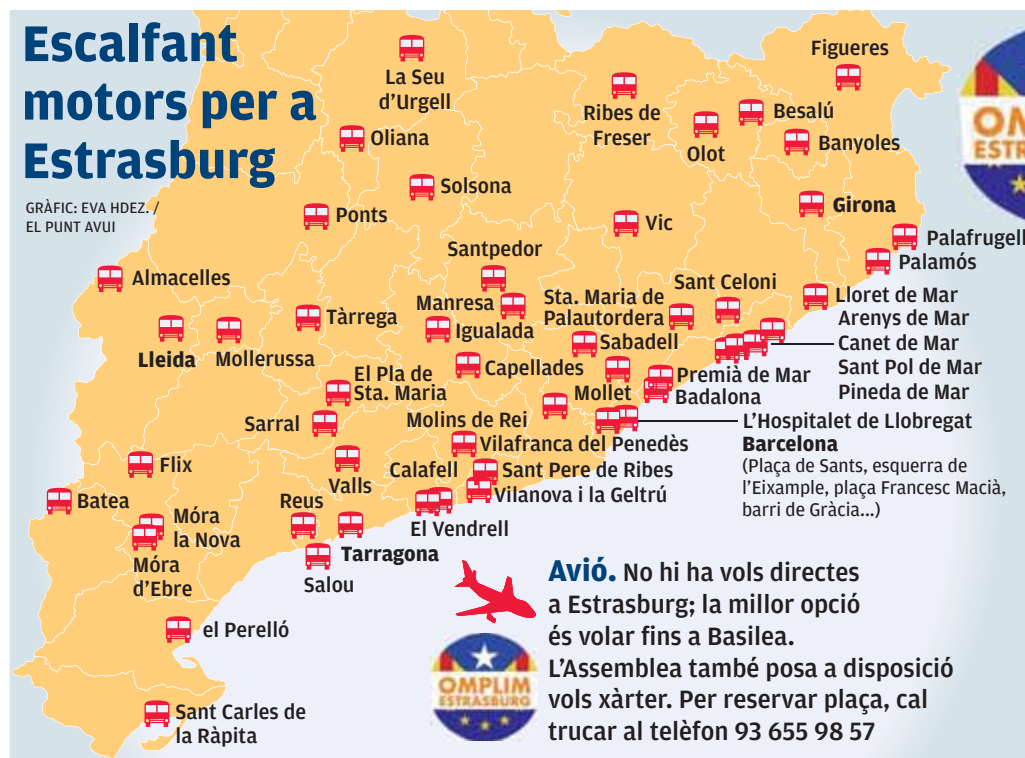 Escalfant
motors per a
Estrasburg
GRÀFIC: EVA HDEZ. /
EL PUNT AVUI
La Seu
d'Urgell
Oliana
Solsona
Ponts
Ribes de
Freser
Figueres
Besalú
Olot
Banyoles
Girona
Vic
Palafrugell
Palamós
OM
ESTR
Almacelles
Santpedor
Manresa
Igualada
Tàrrega
Lleida
Mollerussa
Sant Celoni
Sta. Maria de
Palautordera
Sabadell
Capellades
Mollet
Lloret de Mar
Arenys de Mar
Canet de Mar
Sant Pol de Mar
Pineda de Mar
Premià de Mar
Badalona
El Pla de
Sta. Maria
Sarral
Molins de Rei
L'Hospitalet de Llobregat
Barcelona
(Plaça de Sants, esquerra de
l'Eixample, plaça Francesc Macià,
barri de Gràcia...)
Vilafranca del Penedès
Calafell
Sant Pere de Ribes
Vilanova i la Geltrú
El Vendrell
Flix
Batea
Valls
Reus
Móra
la Nova
Móra
d'Ebre
Tarragona
Salou
el Perelló
Sant Carles de
la Ràpita
Avió. No hi ha vols directes
a Estrasburg; la millor opció
és volar fins a Basilea.
L'Assemblea també posa a disposició
vols xàrter. Per reservar plaça, cal
trucar al telèfon 93 655 98 57
OMPLIM
ESTRASBURG